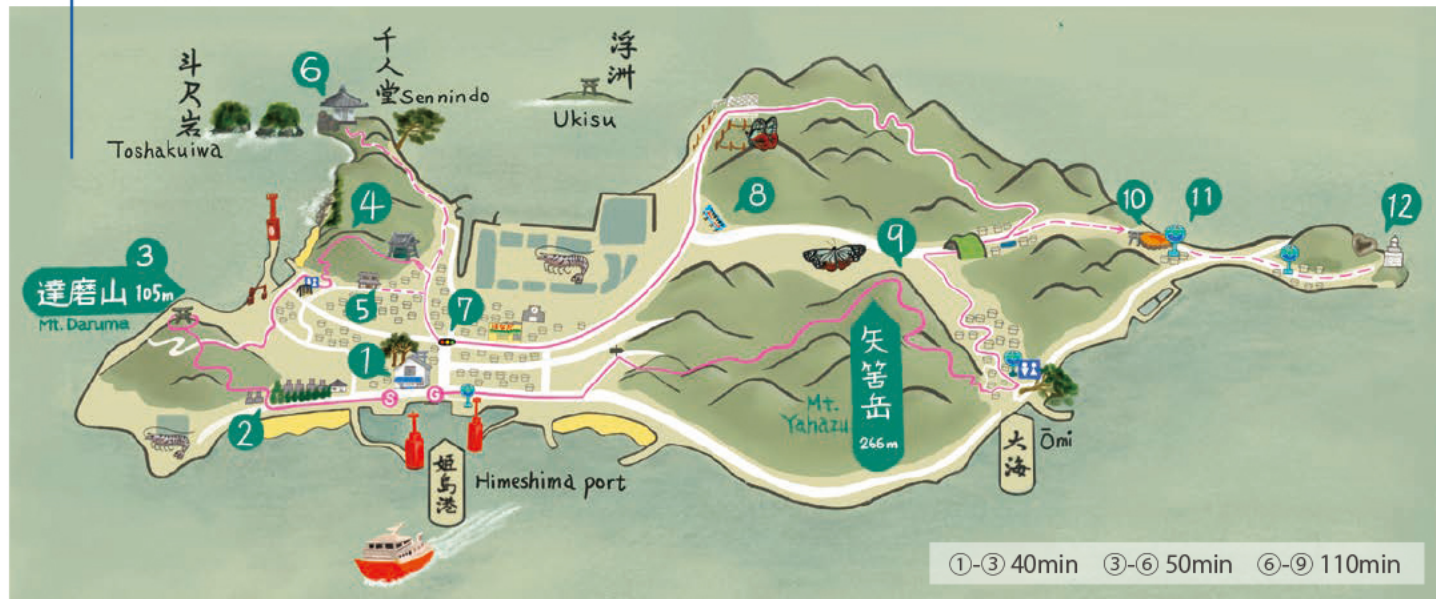 斗尺岩
Toshakuiwa
6
千人堂
Sennindo
浮洲
Ukisu
3
達磨山 105m
Mt. Daruma
4
5
7
1
2
S
G
8
9
10
11
12
矢筈岳
266m
Mt.
Yahazu
大海
Ōmi
姫島港
Himeshima port
①-③ 40min ③-⑥ 50min ⑥-⑨ 110min